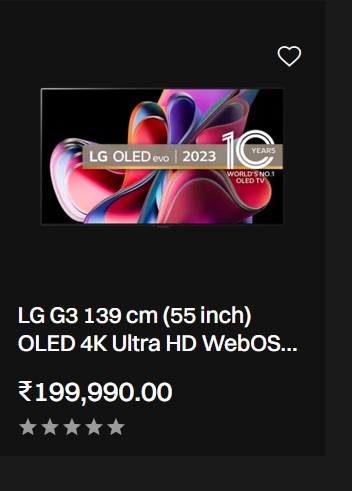 LG OLED evo | 2023
10 YEARS
WORLD'S NO.1
OLED TV
LG G3 139 cm (55 inch)
OLED 4K Ultra HD WebOS...
₹199,990.00